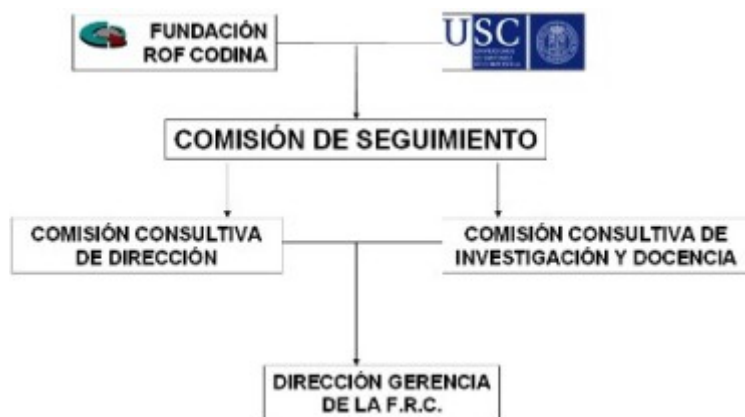 FUNDACIÓN
ROF CODINA
USC
COMISIÓN DE SEGUIMIENTO
COMISIÓN CONSULTIVA
DE DIRECCIÓN
COMISIÓN CONSULTIVA DE
INVESTIGACIÓN Y DOCENCIA
DIRECCIÓN GERENCIA
DE LA F.R.C.